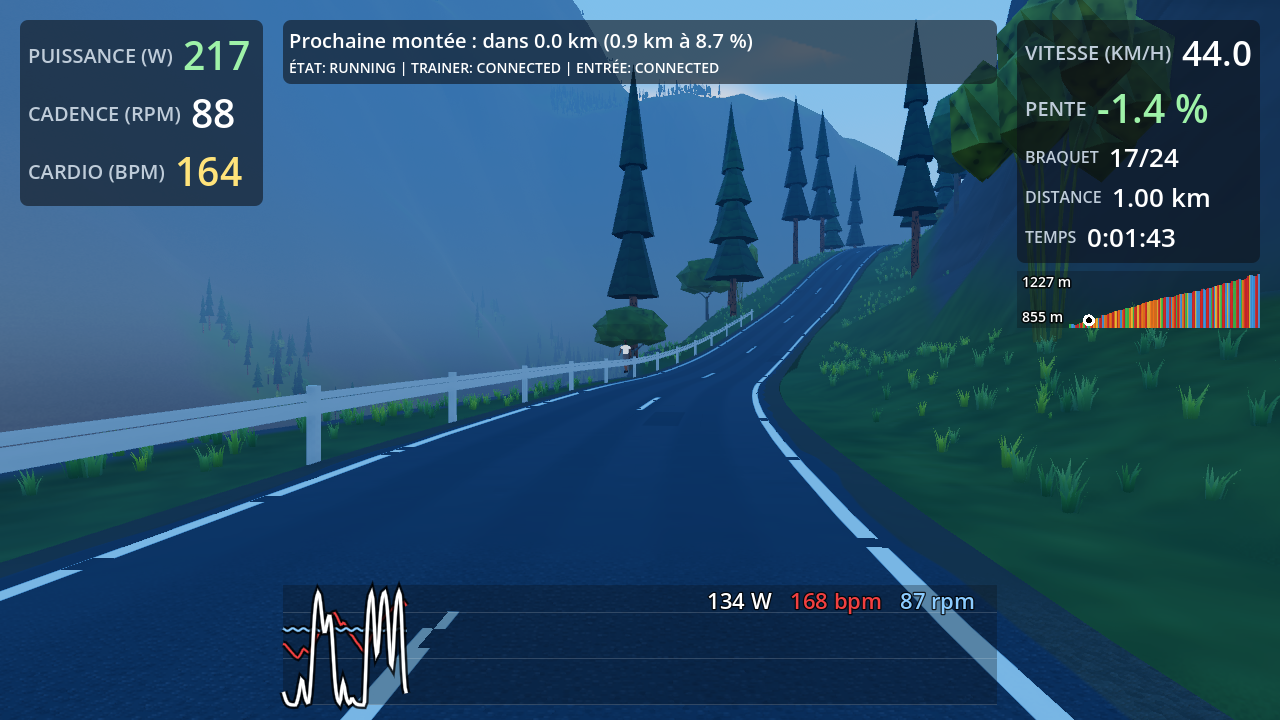 PUISSANCE (W) 217
CADENCE (RPM) 88
CARDIO (BPM) 164
Prochaine montée : dans 0.0 km (0.9 km à 8.7 %)
ÉTAT: RUNNING | TRAINER: CONNECTED | ENTRÉE: CONNECTED
VITESSE (KM/H) 44.0
PENTE -1.4 %
BRAQUET 17/24
DISTANCE 1.00 km
TEMPS 0:01:43
1227 m
855 m
134 W 168 bpm 87 rpm